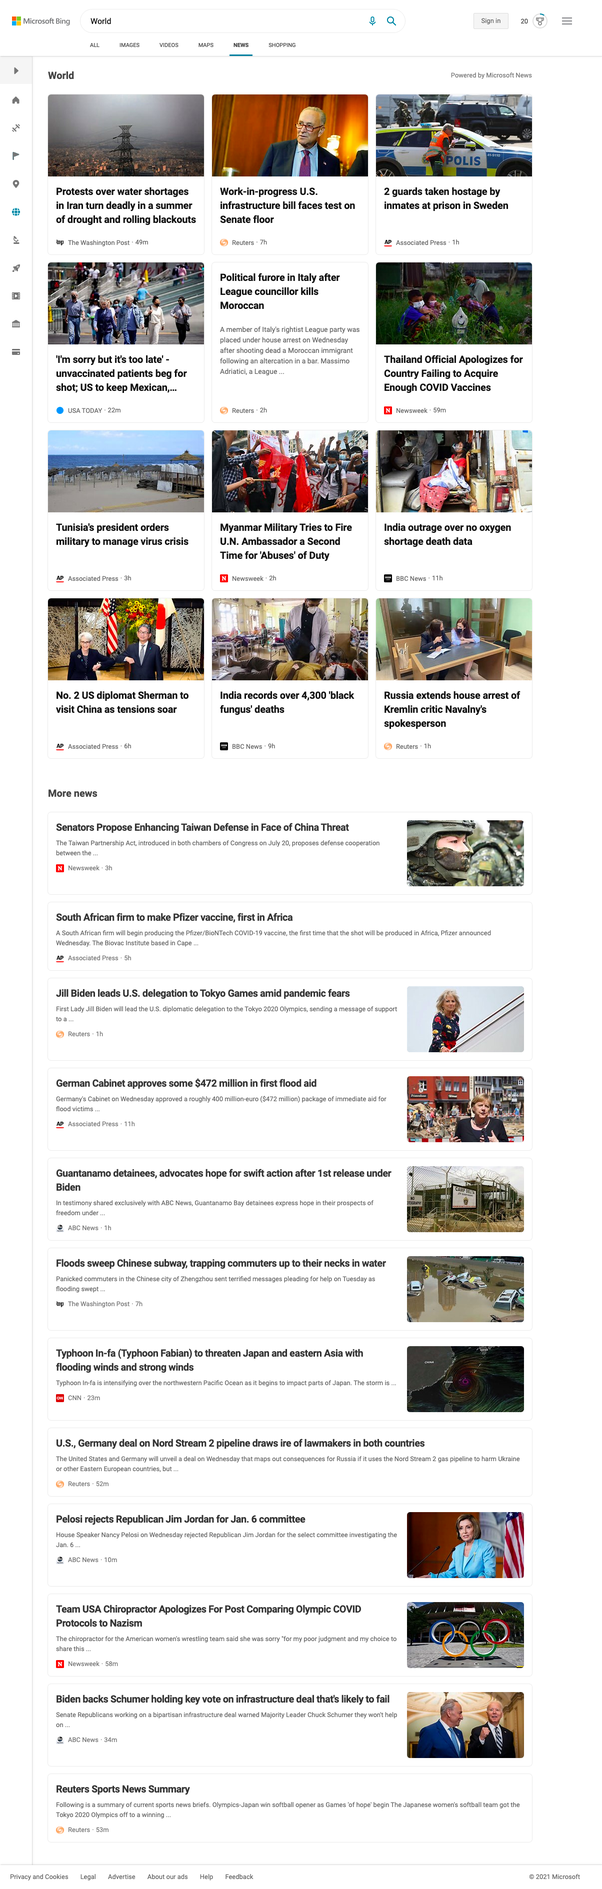 Microsoft Bing
World
Sign in
20
ALL
IMAGES
VIDEOS
MAPS
NEWS
SHOPPING
World
Powered by Microsoft News
POLIS
Protests over water shortages
in Iran turn deadly in a summer
of drought and rolling blackouts
The Washington Post · 49m
Work-in-progress U.S.
infrastructure bill faces test on
Senate floor
Reuters · 7h
2 guards taken hostage by
inmates at prison in Sweden
AP
Associated Press · 1h
'I'm sorry but it's too late' -
unvaccinated patients beg for
shot; US to keep Mexican,...
USA TODAY · 22m
Political furore in Italy after
League councillor kills
Moroccan
A member of Italy's rightist League party was
placed under house arrest on Wednesday
after shooting dead a Moroccan immigrant
following an altercation in a bar. Massimo
Adriatici, a League ...
Reuters · 2h
Thailand Official Apologizes for
Country Failing to Acquire
Enough COVID Vaccines
N
Newsweek · 59m
Tunisia's president orders
military to manage virus crisis
AP
Associated Press · 3h
Myanmar Military Tries to Fire
U.N. Ambassador a Second
Time for 'Abuses' of Duty
N
Newsweek · 2h
India outrage over no oxygen
shortage death data
BBC News · 11h
No. 2 US diplomat Sherman to
visit China as tensions soar
AP
Associated Press · 6h
India records over 4,300 'black
fungus' deaths
BBC News · 9h
Russia extends house arrest of
Kremlin critic Navalny's
spokesperson
Reuters · 1h
More news
Senators Propose Enhancing Taiwan Defense in Face of China Threat
The Taiwan Partnership Act, introduced in both chambers of Congress on July 20, proposes defense cooperation
between the ...
N
Newsweek · 3h
South African firm to make Pfizer vaccine, first in Africa
A South African firm will begin producing the Pfizer/BioNTech COVID-19 vaccine, the first time that the shot will be produced in Africa, Pfizer announced
Wednesday. The Biovac Institute based in Cape ...
AP
Associated Press · 5h
Jill Biden leads U.S. delegation to Tokyo Games amid pandemic fears
First Lady Jill Biden will lead the U.S. diplomatic delegation to the Tokyo 2020 Olympics, sending a message of support
to a ...
Reuters · 1h
German Cabinet approves some $472 million in first flood aid
Germany's Cabinet on Wednesday approved a roughly 400 million-euro ($472 million) package of immediate aid for
flood victims ...
AP
Associated Press · 11h
Guantanamo detainees, advocates hope for swift action after 1st release under
Biden
In testimony shared exclusively with ABC News, Guantanamo Bay detainees express hope in their prospects of
freedom under ...
ABC News · 1h
Floods sweep Chinese subway, trapping commuters up to their necks in water
Panicked commuters in the Chinese city of Zhengzhou sent terrified messages pleading for help on Tuesday as
flooding swept ...
The Washington Post · 7h
Typhoon In-fa (Typhoon Fabian) to threaten Japan and eastern Asia with
flooding winds and strong winds
Typhoon In-fa is intensifying over the northwestern Pacific Ocean as it begins to impact parts of Japan. The storm is ...
CNN · 23m
U.S., Germany deal on Nord Stream 2 pipeline draws ire of lawmakers in both countries
The United States and Germany will unveil a deal on Wednesday that maps out consequences for Russia if it uses the Nord Stream 2 gas pipeline to harm Ukraine
or other Eastern European countries, but ...
Reuters · 52m
Pelosi rejects Republican Jim Jordan for Jan. 6 committee
House Speaker Nancy Pelosi on Wednesday rejected Republican Jim Jordan for the select committee investigating the
Jan. 6 ...
ABC News · 10m
Team USA Chiropractor Apologizes For Post Comparing Olympic COVID
Protocols to Nazism
The chiropractor for the American women's wrestling team said she was sorry "for my poor judgment and my choice to
share this ...
N
Newsweek · 58m
Biden backs Schumer holding key vote on infrastructure deal that's likely to fail
Senate Republicans working on a bipartisan infrastructure deal warned Majority Leader Chuck Schumer they won't help
on ...
ABC News · 34m
Reuters Sports News Summary
Following is a summary of current sports news briefs. Olympics-Japan win softball opener as Games 'of hope' begin The Japanese women's softball team got the
Tokyo 2020 Olympics off to a winning ...
Reuters · 53m
Privacy and Cookies
Legal
Advertise
About our ads
Help
Feedback
© 2021 Microsoft